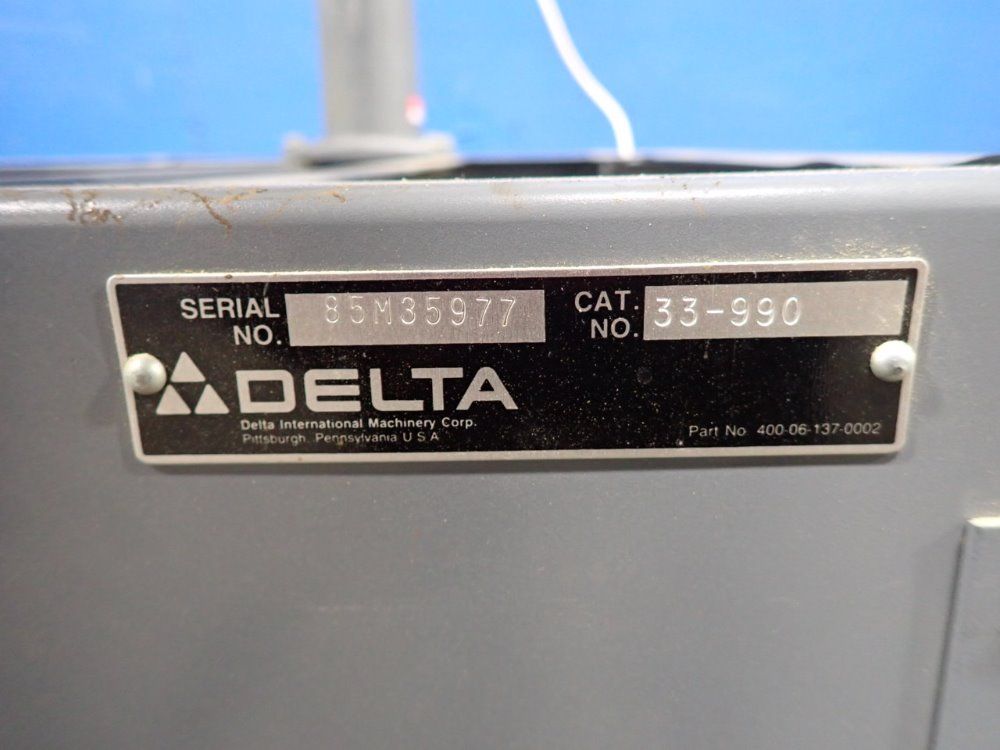 SERIAL NO. 85M35977
CAT. NO. 33-990
DELTA
Delta International Machinery Corp.
Pittsburgh, Pennsylvania U S A
Part No. 400-06-137-0002